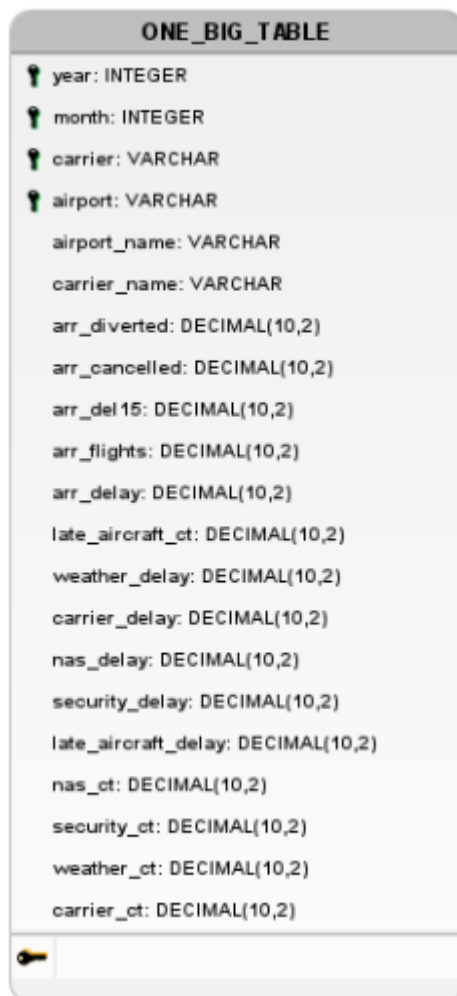 ONE_BIG_TABLE
year: INTEGER
month: INTEGER
carrier: VARCHAR
airport: VARCHAR
airport_name: VARCHAR
carrier_name: VARCHAR
arr_diverted: DECIMAL(10,2)
arr_cancelled: DECIMAL(10,2)
arr_del15: DECIMAL(10,2)
arr_flights: DECIMAL(10,2)
arr_delay: DECIMAL(10,2)
late_aircraft_ct: DECIMAL(10,2)
weather_delay: DECIMAL(10,2)
carrier_delay: DECIMAL(10,2)
nas_delay: DECIMAL(10,2)
security_delay: DECIMAL(10,2)
late_aircraft_delay: DECIMAL(10,2)
nas_ct: DECIMAL(10,2)
security_ct: DECIMAL(10,2)
weather_ct: DECIMAL(10,2)
carrier_ct: DECIMAL(10,2)